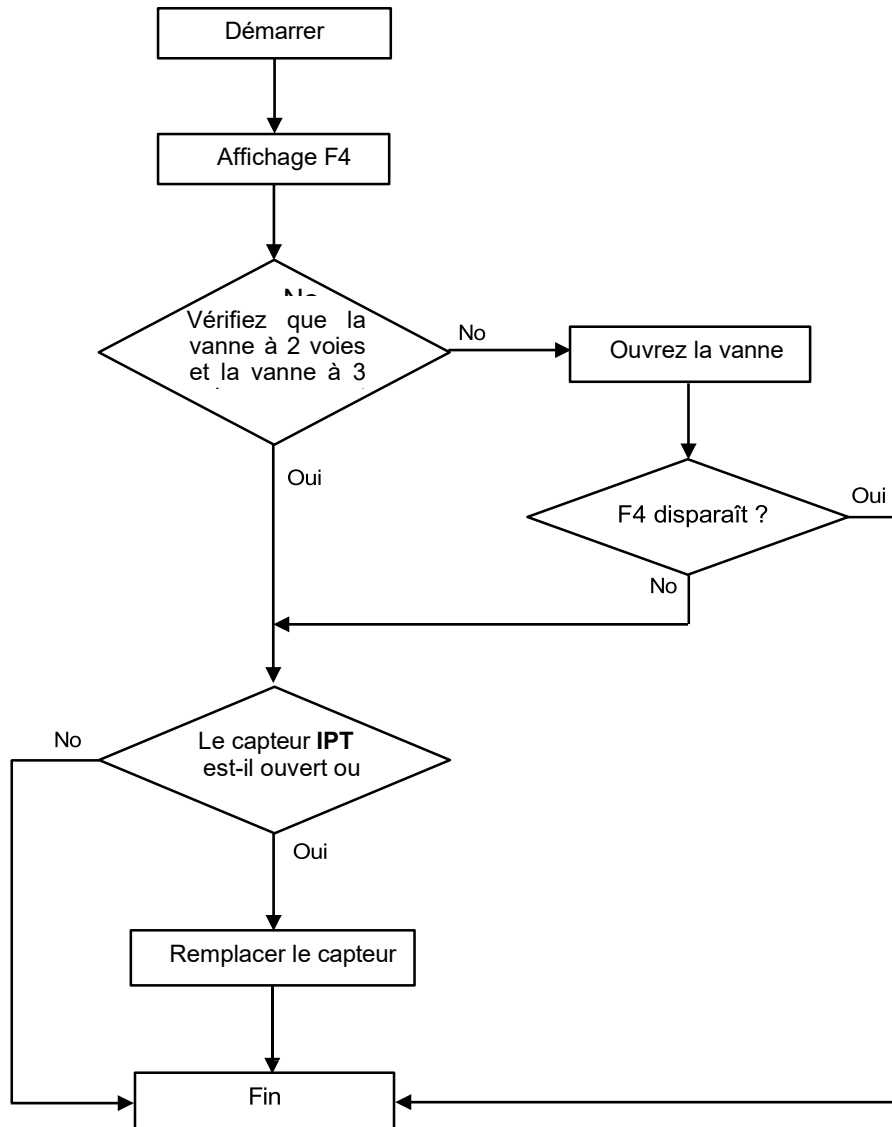 Démarrer
Affichage F4
Vérifiez que la
vanne à 2 voies
et la vanne à 3
No
Ouvrez la vanne
Oui
F4 disparaît ?
Oui
No
No
Le capteur IPT
est-il ouvert ou
Oui
Remplacer le capteur
Fin